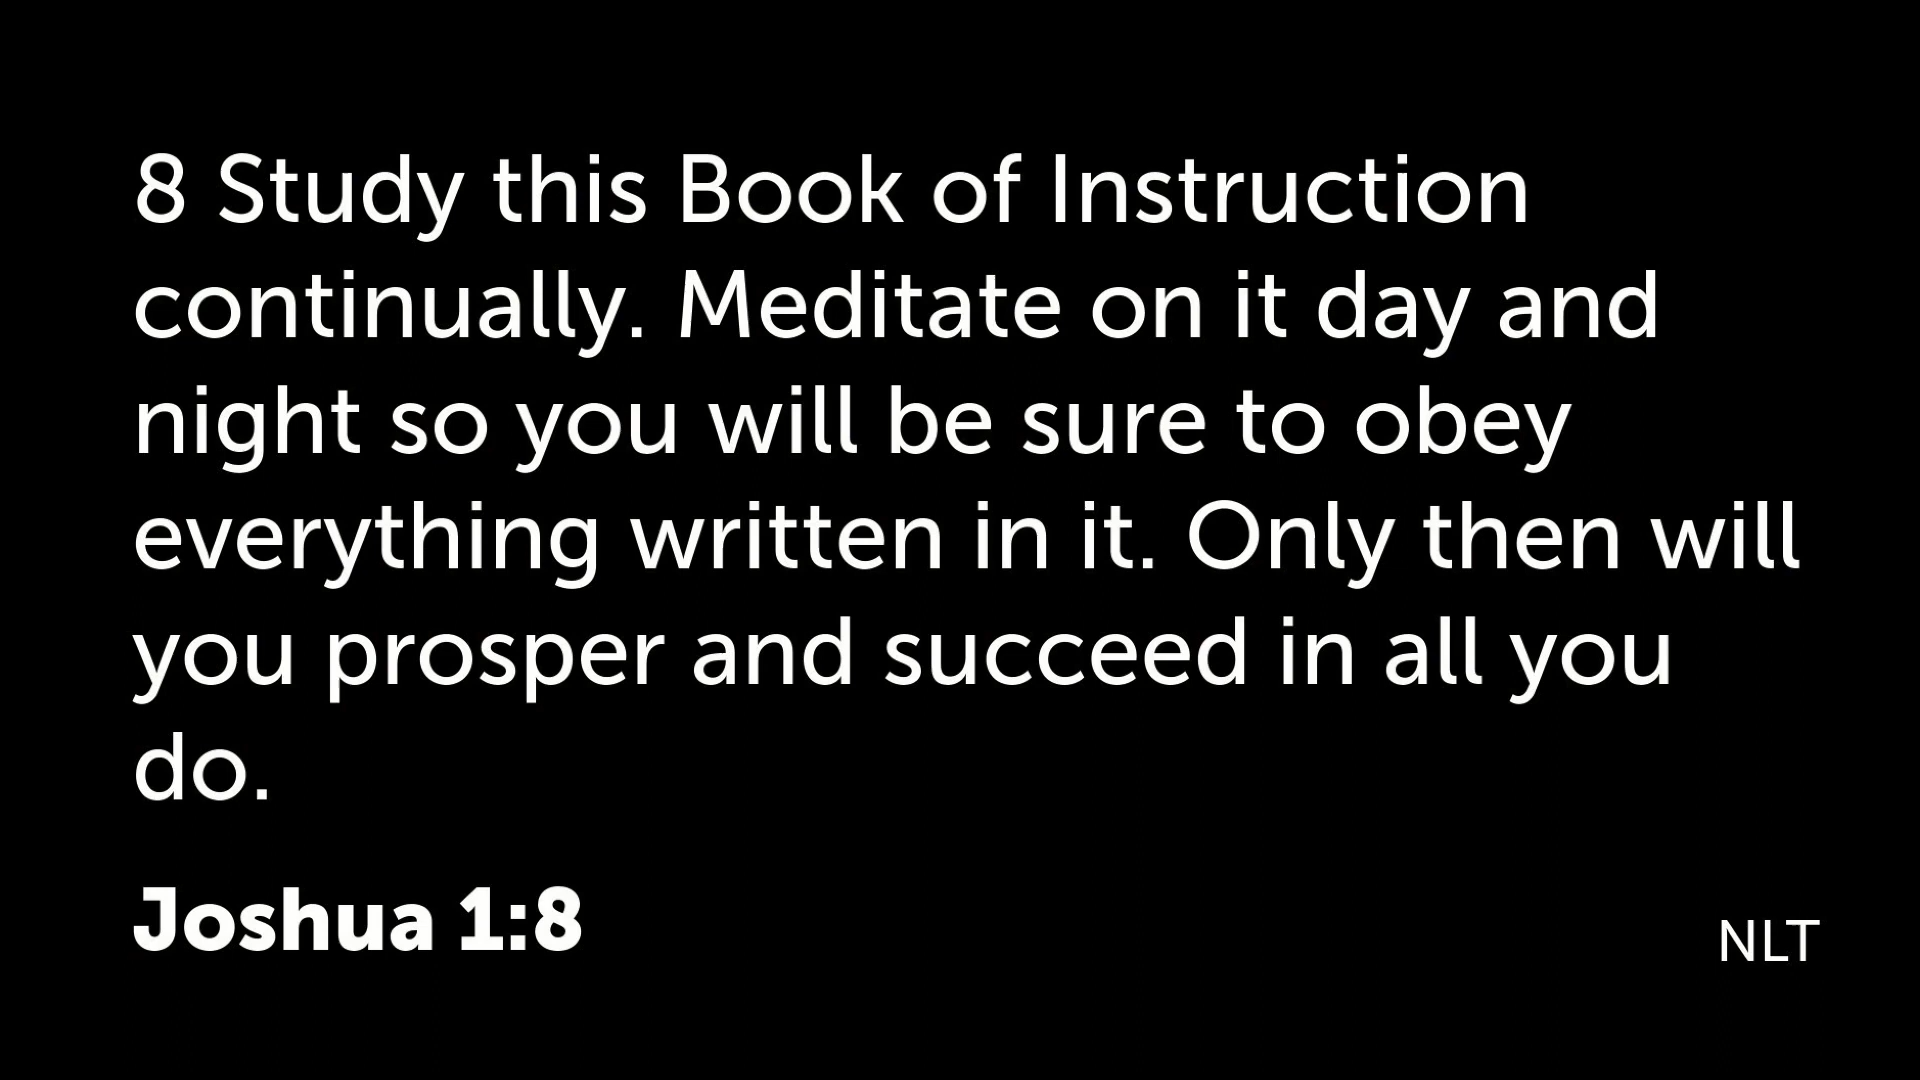 8 Study this Book of Instruction
continually. Meditate on it day and
night so you will be sure to obey
everything written in it. Only then will
you prosper and succeed in all you
do.
Joshua 1:8
NLT